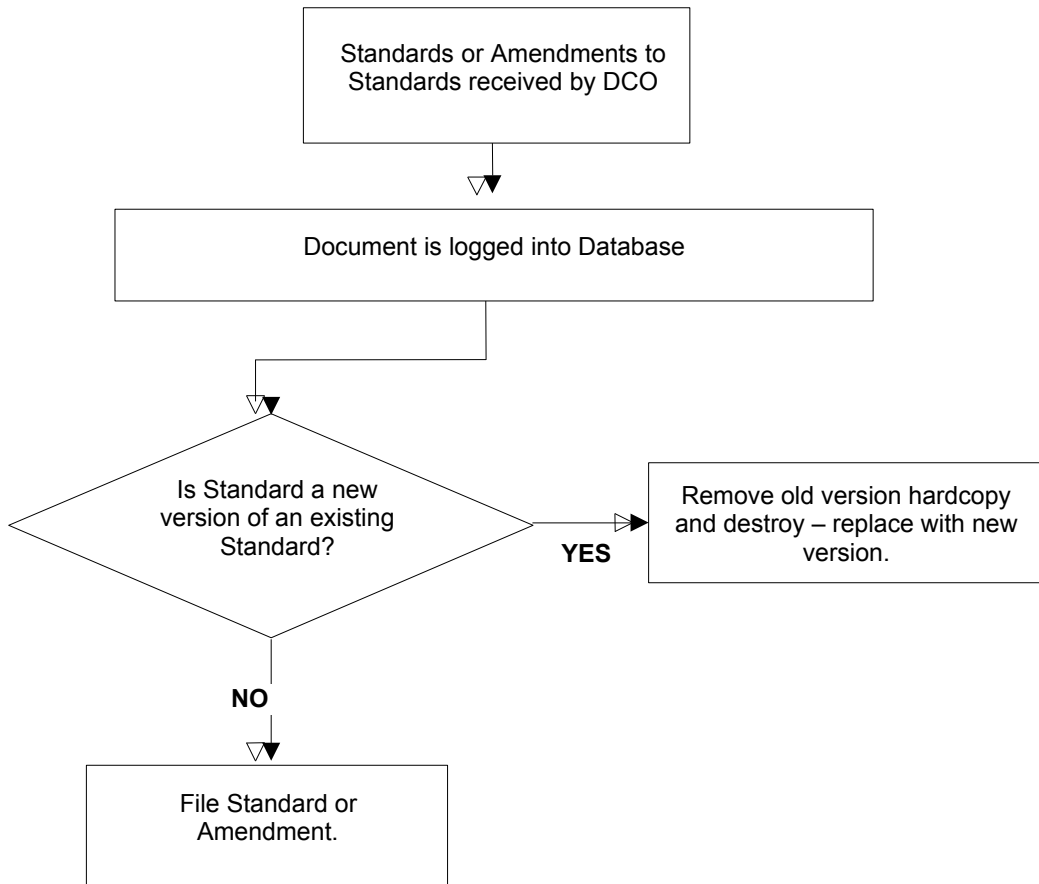 Standards or Amendments to
Standards received by DCO
Document is logged into Database
Is Standard a new
version of an existing
Standard?
YES
Remove old version hardcopy
and destroy – replace with new
version.
NO
File Standard or
Amendment.